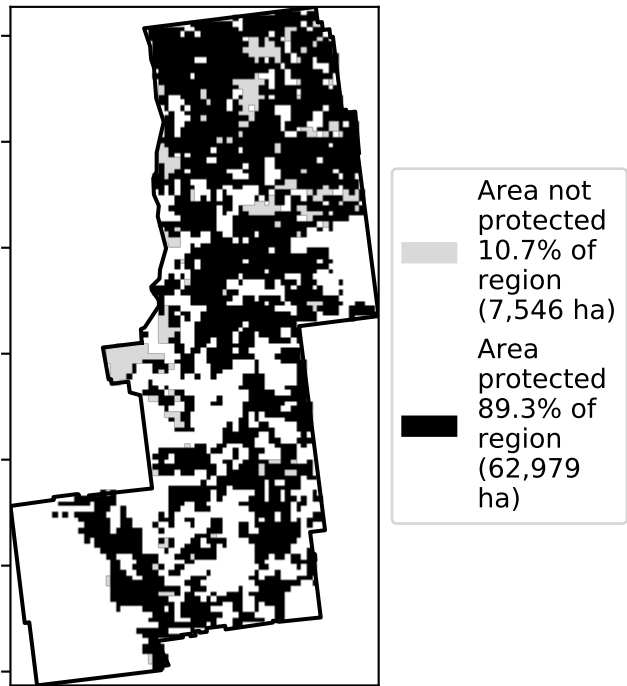 Area not
protected
10.7% of
region
(7,546 ha)
Area
protected
89.3% of
region
(62,979
ha)